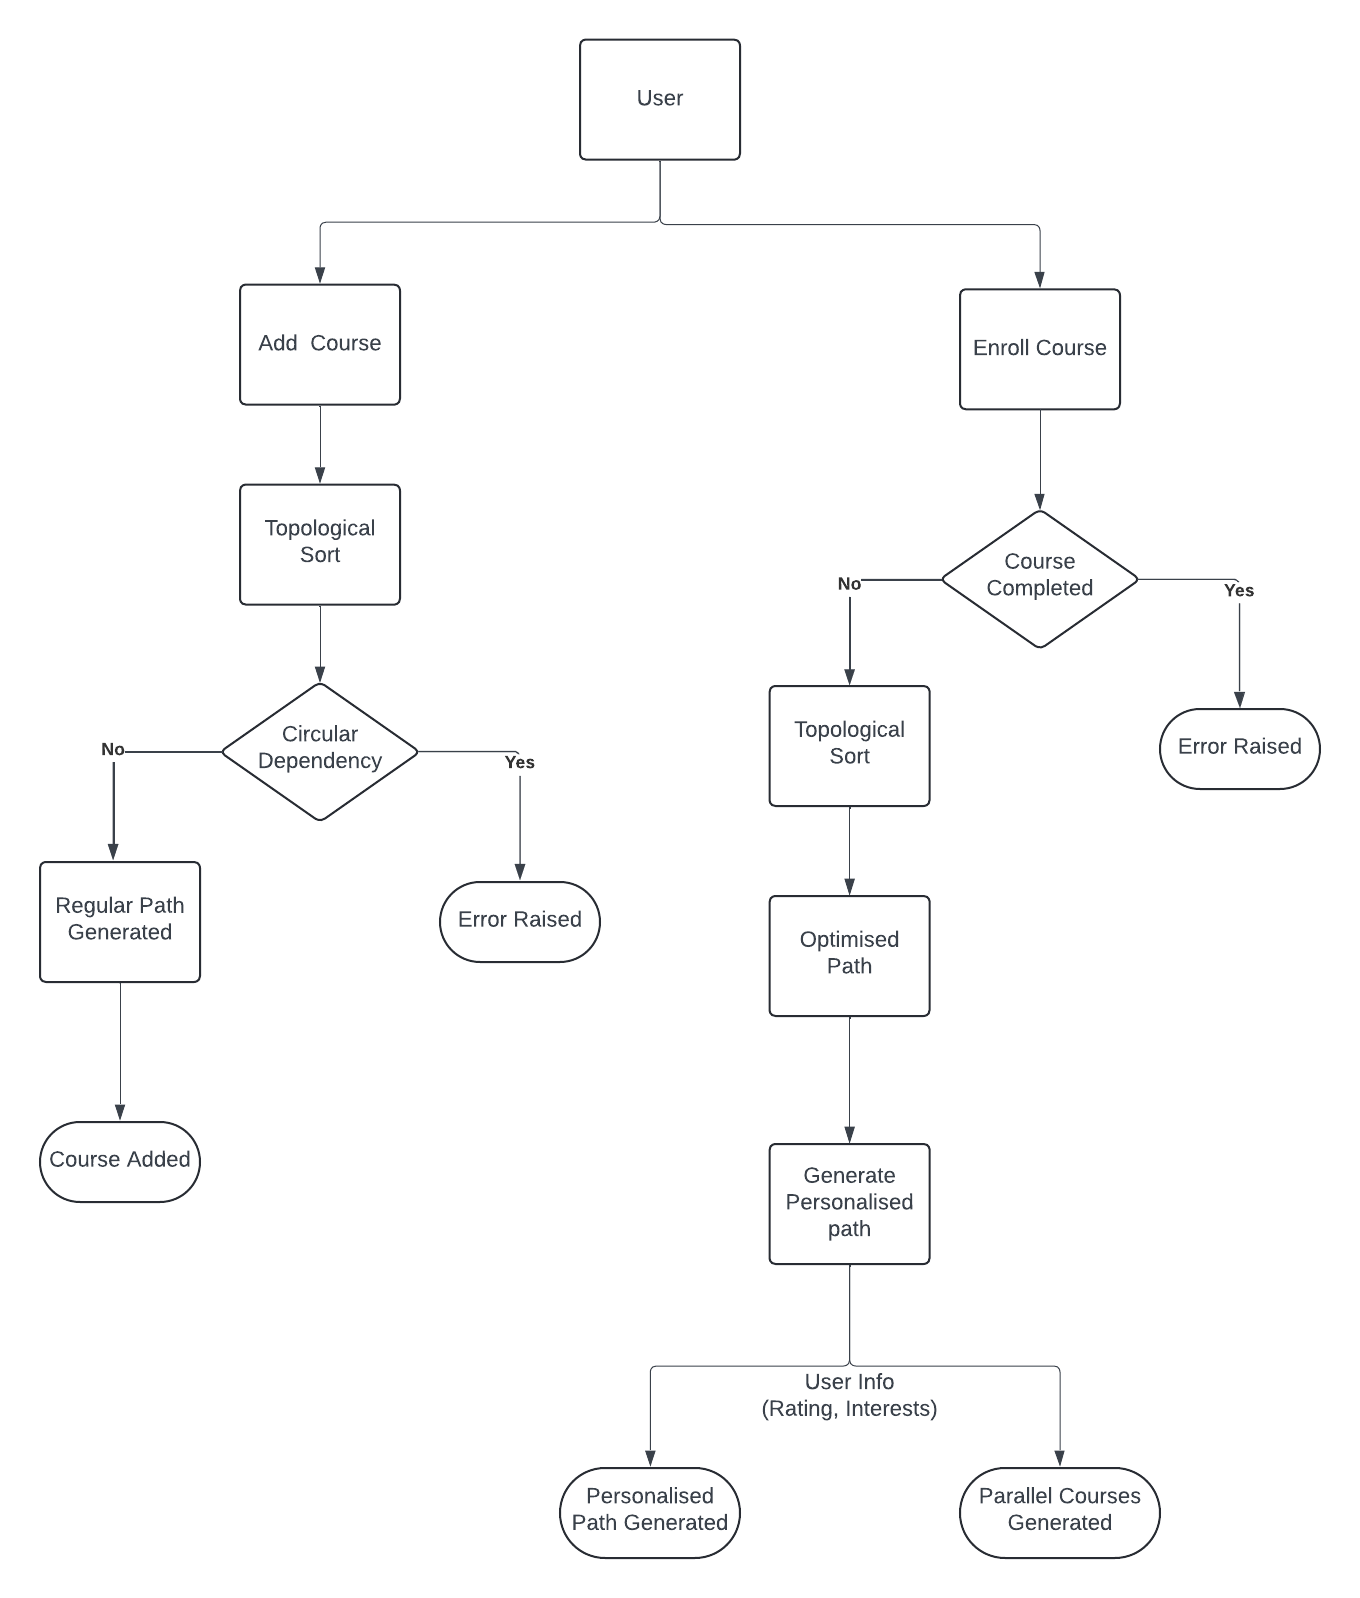 User
Add  Course
Enroll Course
Topological
Sort
Course
Completed
No
Yes
Circular
Dependency
No
Yes
Topological
Sort
Error Raised
Regular Path
Generated
Error Raised
Optimised
Path
Course Added
Generate
Personalised
path
User Info
(Rating, Interests)
Personalised
Path Generated
Parallel Courses
Generated